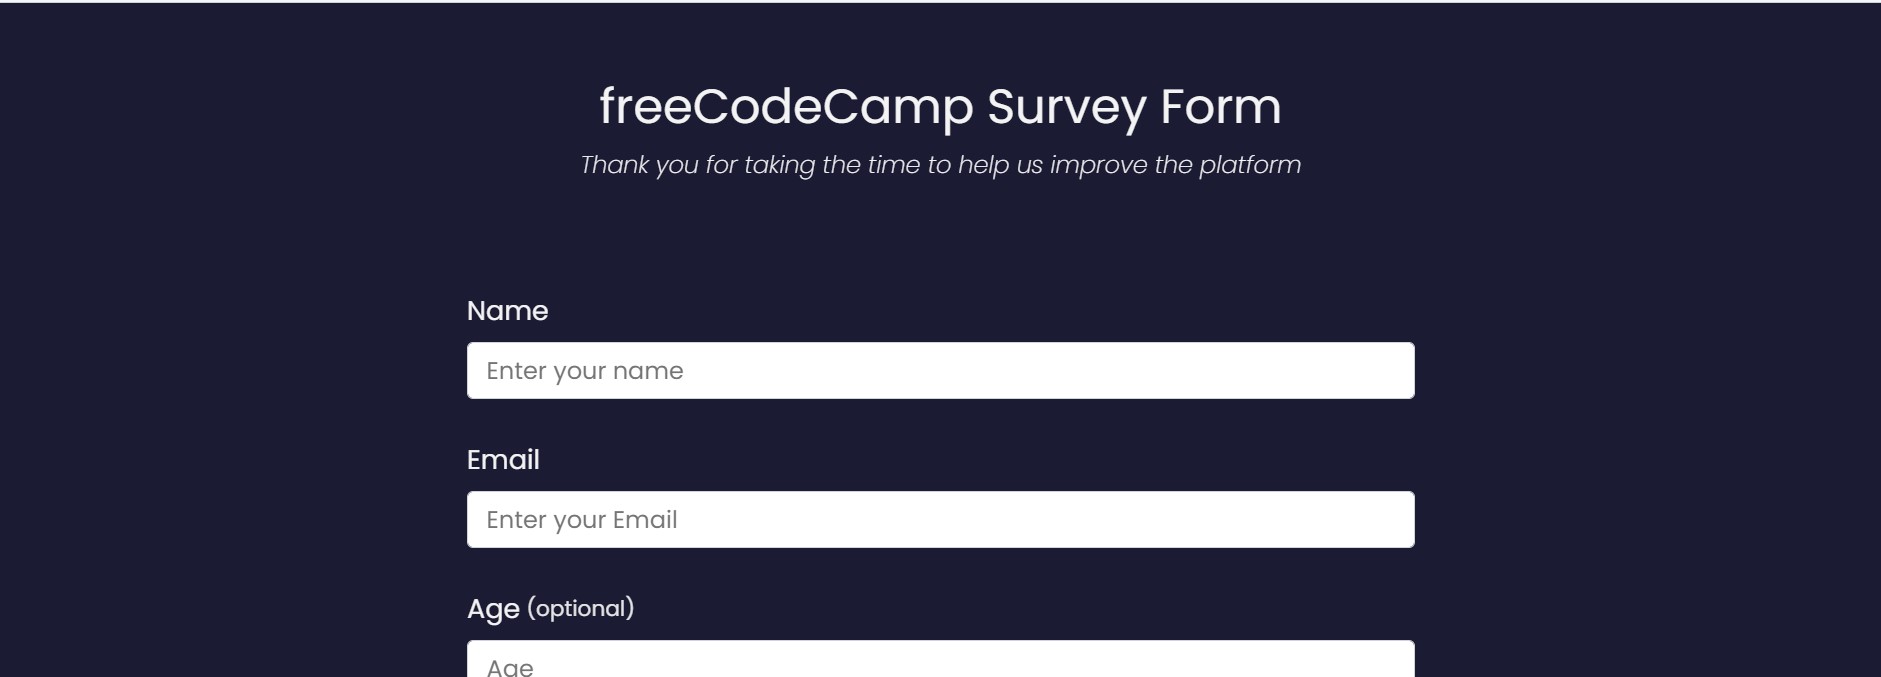 freeCodeCamp Survey Form
Thank you for taking the time to help us improve the platform
Name
Enter your name
Email
Enter your Email
Age (optional)
Age